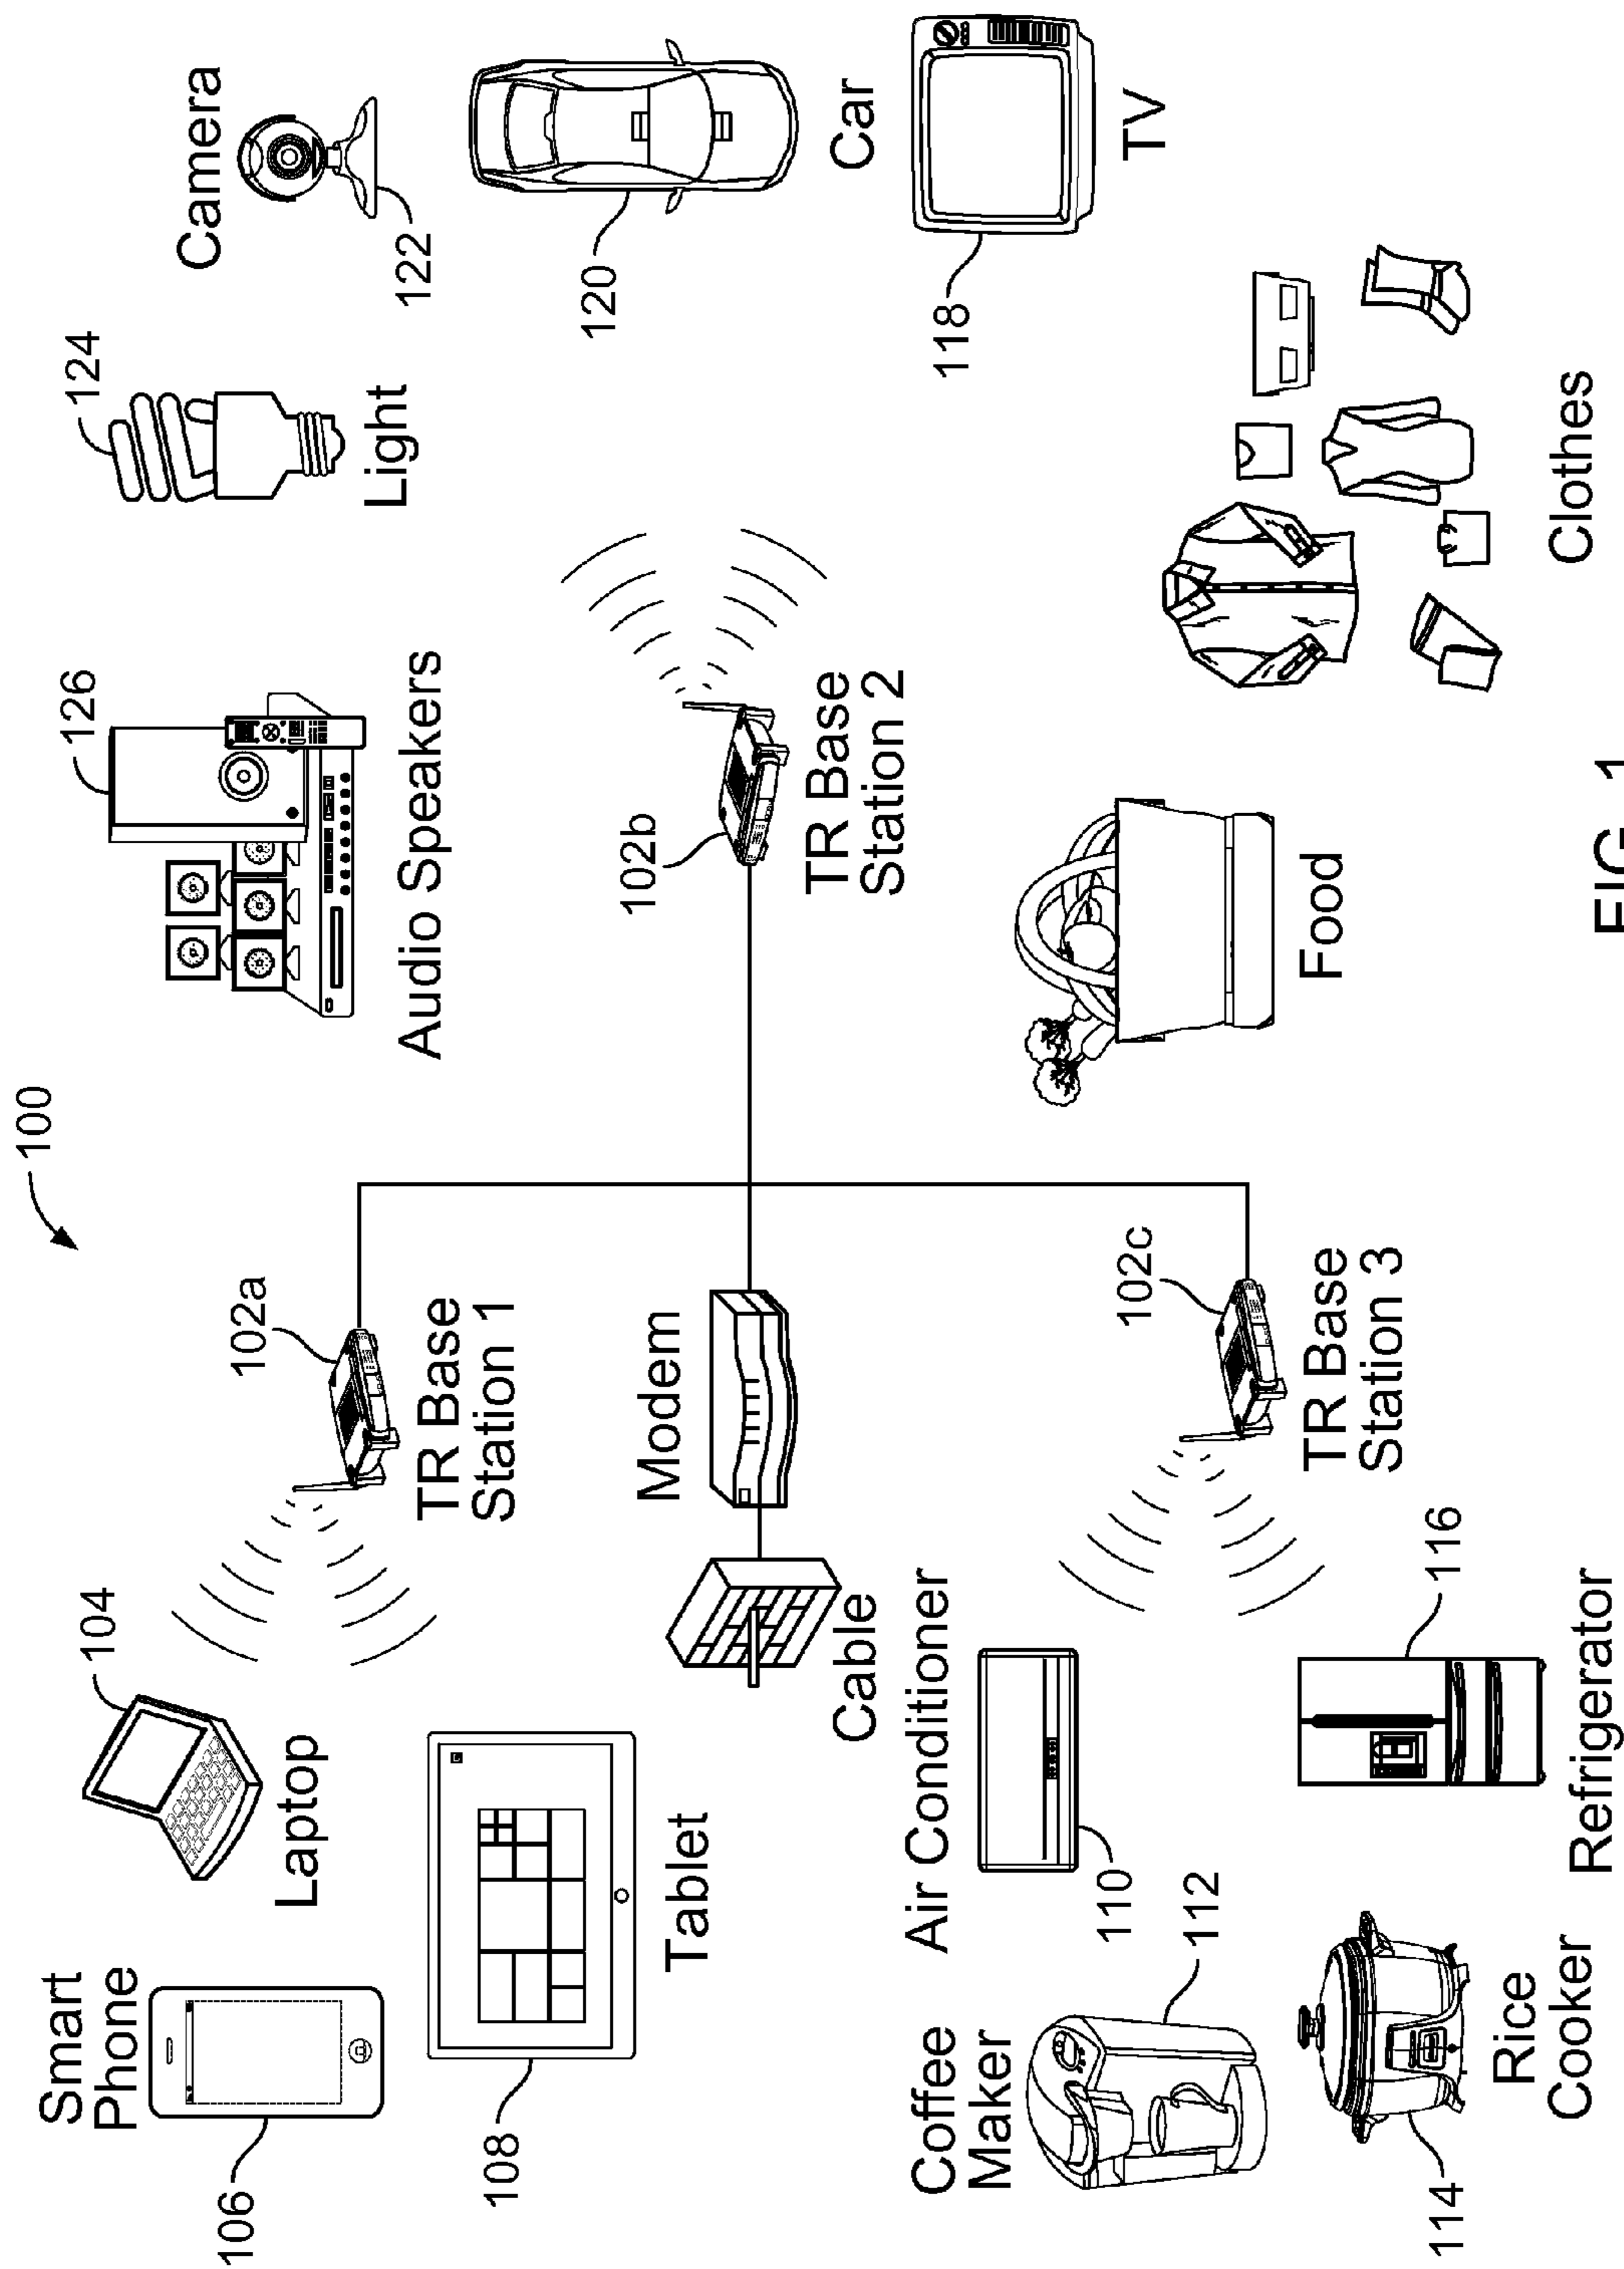 100
Smart
Phone
106
104
Laptop
108
Tablet
102a
TR Base
Station 1
126
Audio Speakers
124
Light
Camera
122
Modem
Cable
102b
TR Base
Station 2
120
Car
Air Conditioner
110
Coffee
Maker
112
102c
TR Base
Station 3
118
TV
114
Rice
Cooker
116
Refrigerator
Food
Clothes
FIG. 1